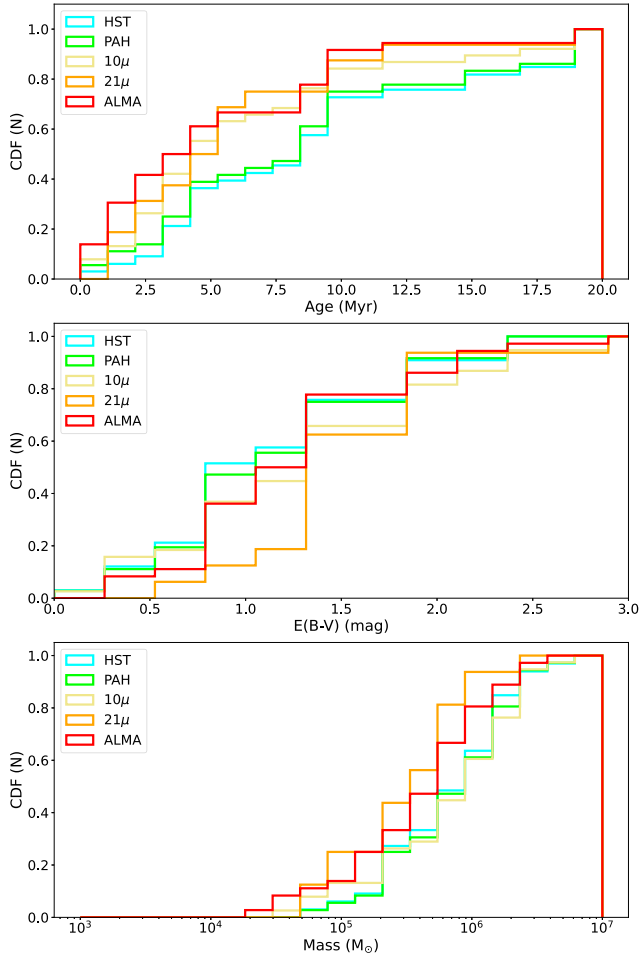 HST
PAH
10μ
21μ
ALMA
CDF (N)
1.0
0.8
0.6
0.4
0.2
0.0
0.0 2.5 5.0 7.5 10.0 12.5 15.0 17.5 20.0
Age (Myr)
HST
PAH
10μ
21μ
ALMA
CDF (N)
1.0
0.8
0.6
0.4
0.2
0.0
0.0 0.5 1.0 1.5 2.0 2.5 3.0
E(B-V) (mag)
HST
PAH
10μ
21μ
ALMA
CDF (N)
1.0
0.8
0.6
0.4
0.2
0.0
10³ 10⁴ 10⁵ 10⁶ 10⁷
Mass (M☉)